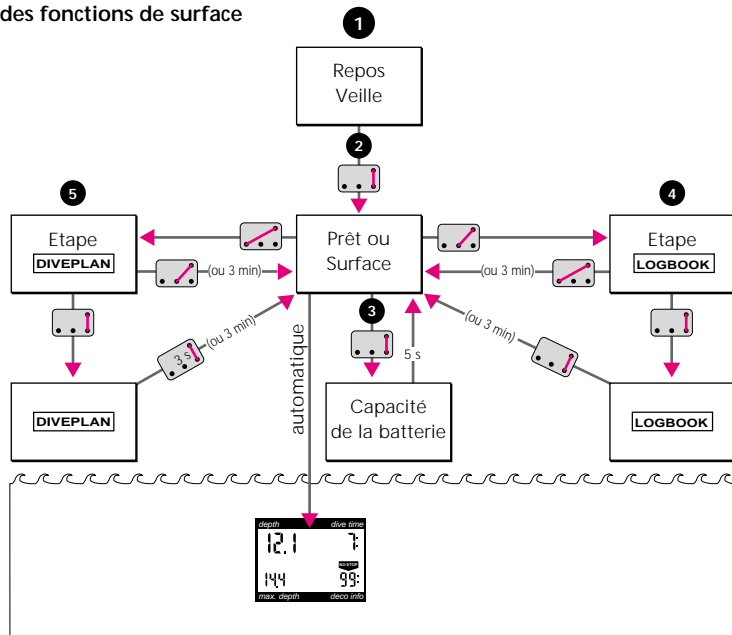 des fonctions de surface
1
Repos
Veille
2
5
4
Etape
DIVEPLAN
Prêt ou
Surface
Etape
LOGBOOK
(ou 3 min)
(ou 3 min)
3
3 s
(ou 3 min)
automatique
5 s
(ou 3 min)
DIVEPLAN
Capacité
de la batterie
LOGBOOK
depth dive time
12.1 7:
NO STOP
14.4 99:
max. depth deco info